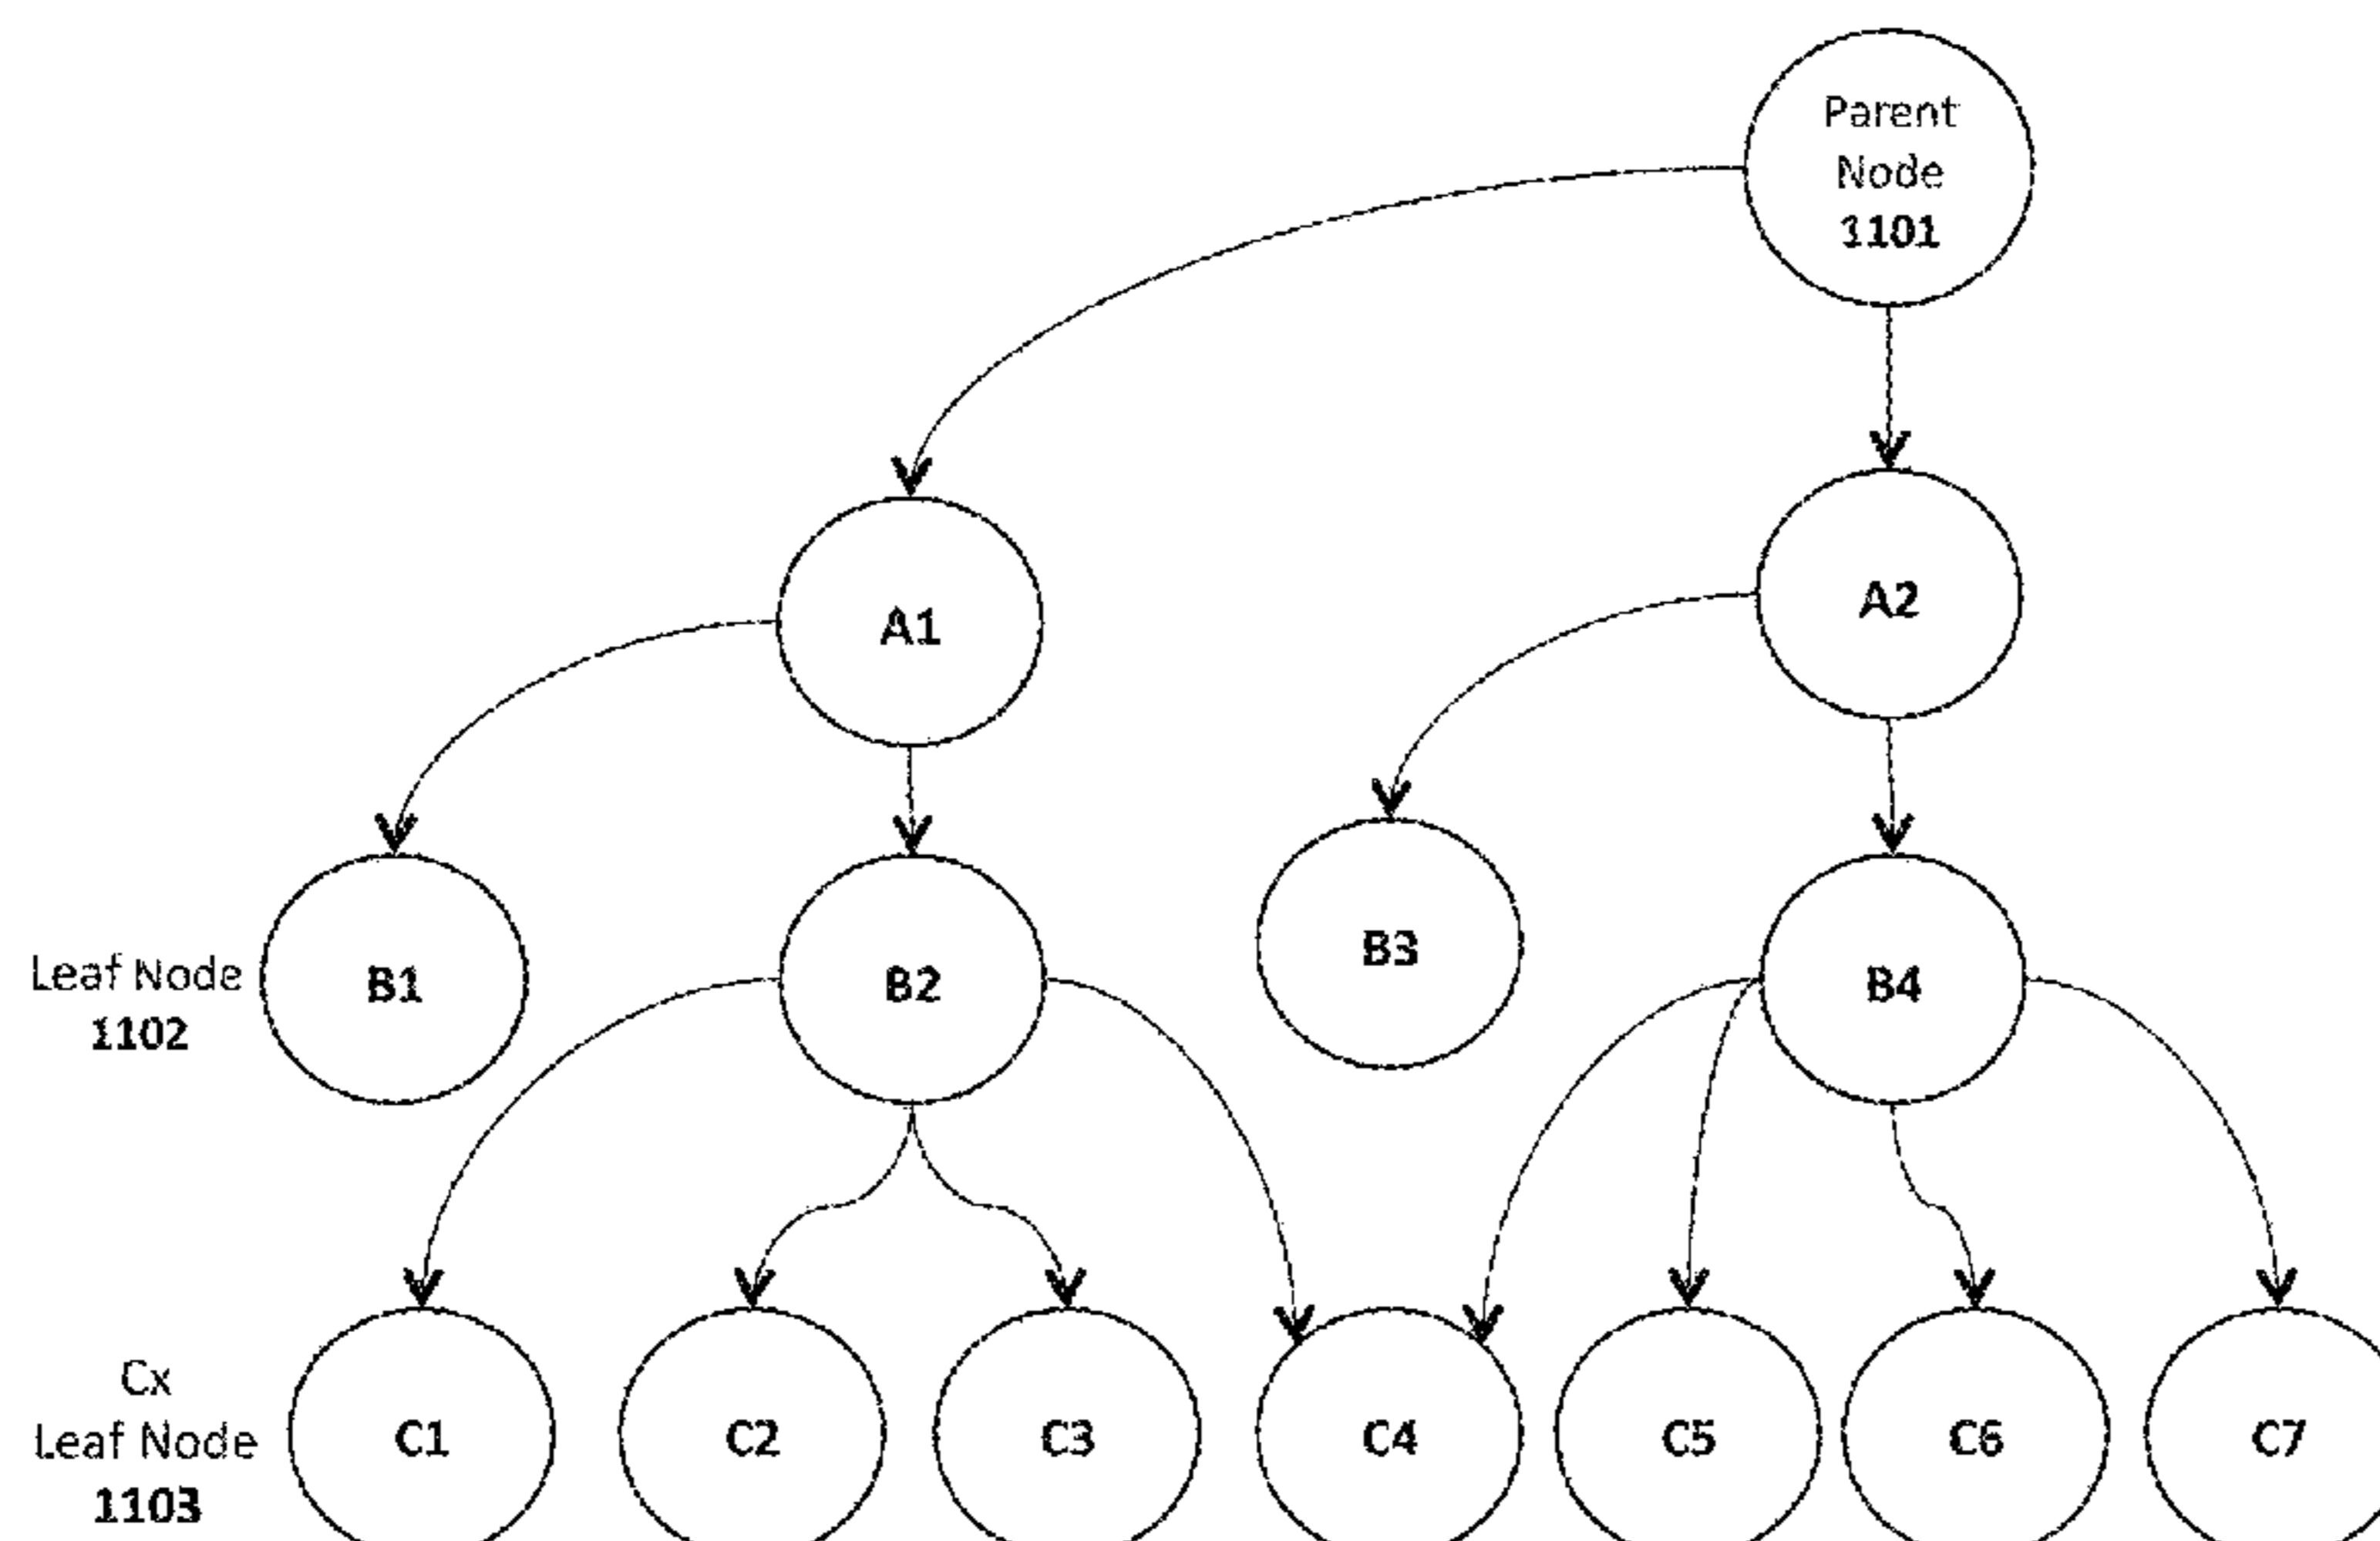 Parent
Node
1101
A1
A2
Leaf Node
1102
B1
B2
B3
B4
Cx
Leaf Node
1103
C1
C2
C3
C4
C5
C6
C7